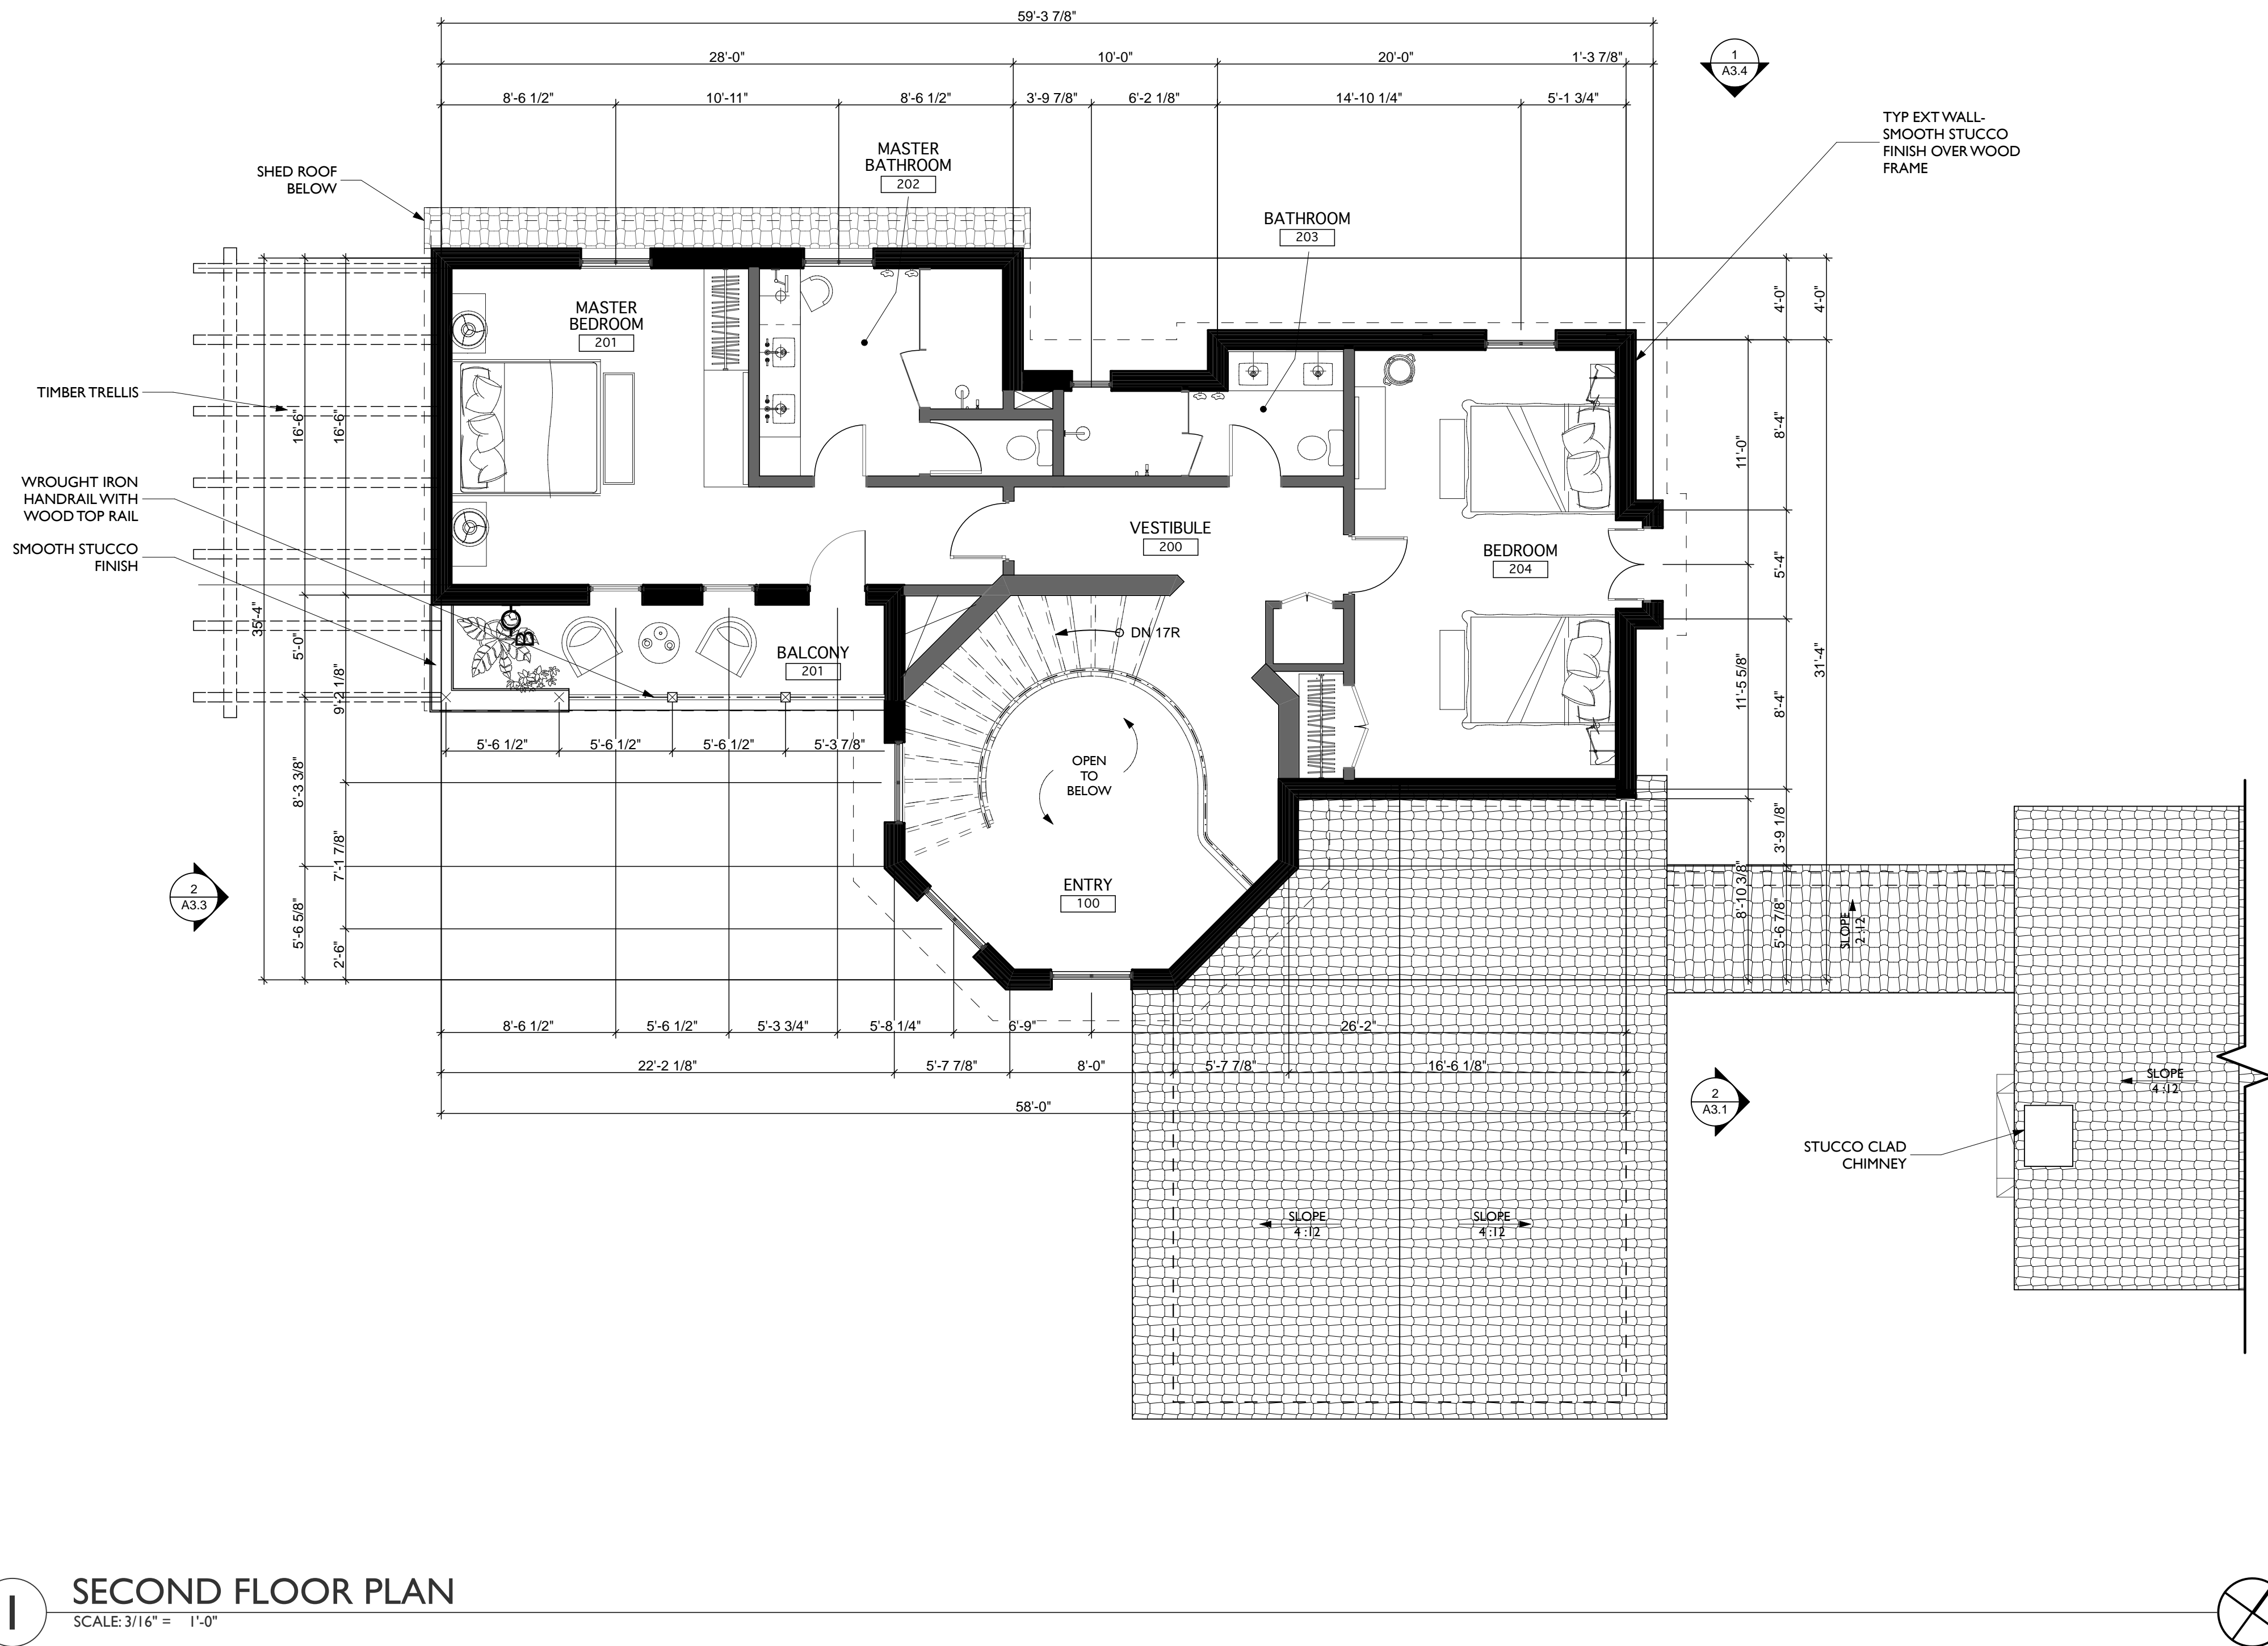 59'-3 7/8"
28'-0"
10'-0"
20'-0"
1'-3 7/8"
8'-6 1/2"
10'-11"
8'-6 1/2"
3'-9 7/8"
6'-2 1/8"
14'-10 1/4"
5'-1 3/4"
1
A3.4
TYP EXT WALL-
SMOOTH STUCCO
FINISH OVER WOOD
FRAME
MASTER
BATHROOM
202
SHED ROOF
BELOW
BATHROOM
203
MASTER
BEDROOM
201
TIMBER TRELLIS
WROUGHT IRON
HANDRAIL WITH
WOOD TOP RAIL
SMOOTH STUCCO
FINISH
VESTIBULE
200
BEDROOM
204
DN 17R
B
BALCONY
201
OPEN
TO
BELOW
ENTRY
100
5'-6 1/2"
5'-6 1/2"
5'-6 1/2"
5'-3 7/8"
35'-4"
16'-6"
5'-0"
8'-3 3/8"
5'-6 5/8"
16'-6"
9'-2 1/8"
7'-1 7/8"
2'-6"
11'-0"
11'-5 5/8"
8'-10 3/8"
4'-0"
8'-4"
5'-4"
8'-4"
3'-9 1/8"
5'-6 7/8"
4'-0"
31'-4"
2
A3.3
SLOPE
2 :12
8'-6 1/2"
5'-6 1/2"
5'-3 3/4"
5'-8 1/4"
6'-9"
26'-2"
22'-2 1/8"
5'-7 7/8"
8'-0"
5'-7 7/8"
16'-6 1/8"
58'-0"
2
A3.1
SLOPE
4 :12
STUCCO CLAD
CHIMNEY
SLOPE
4 :12
SLOPE
4 :12
1
SECOND FLOOR PLAN
SCALE: 3/16" = 1'-0"